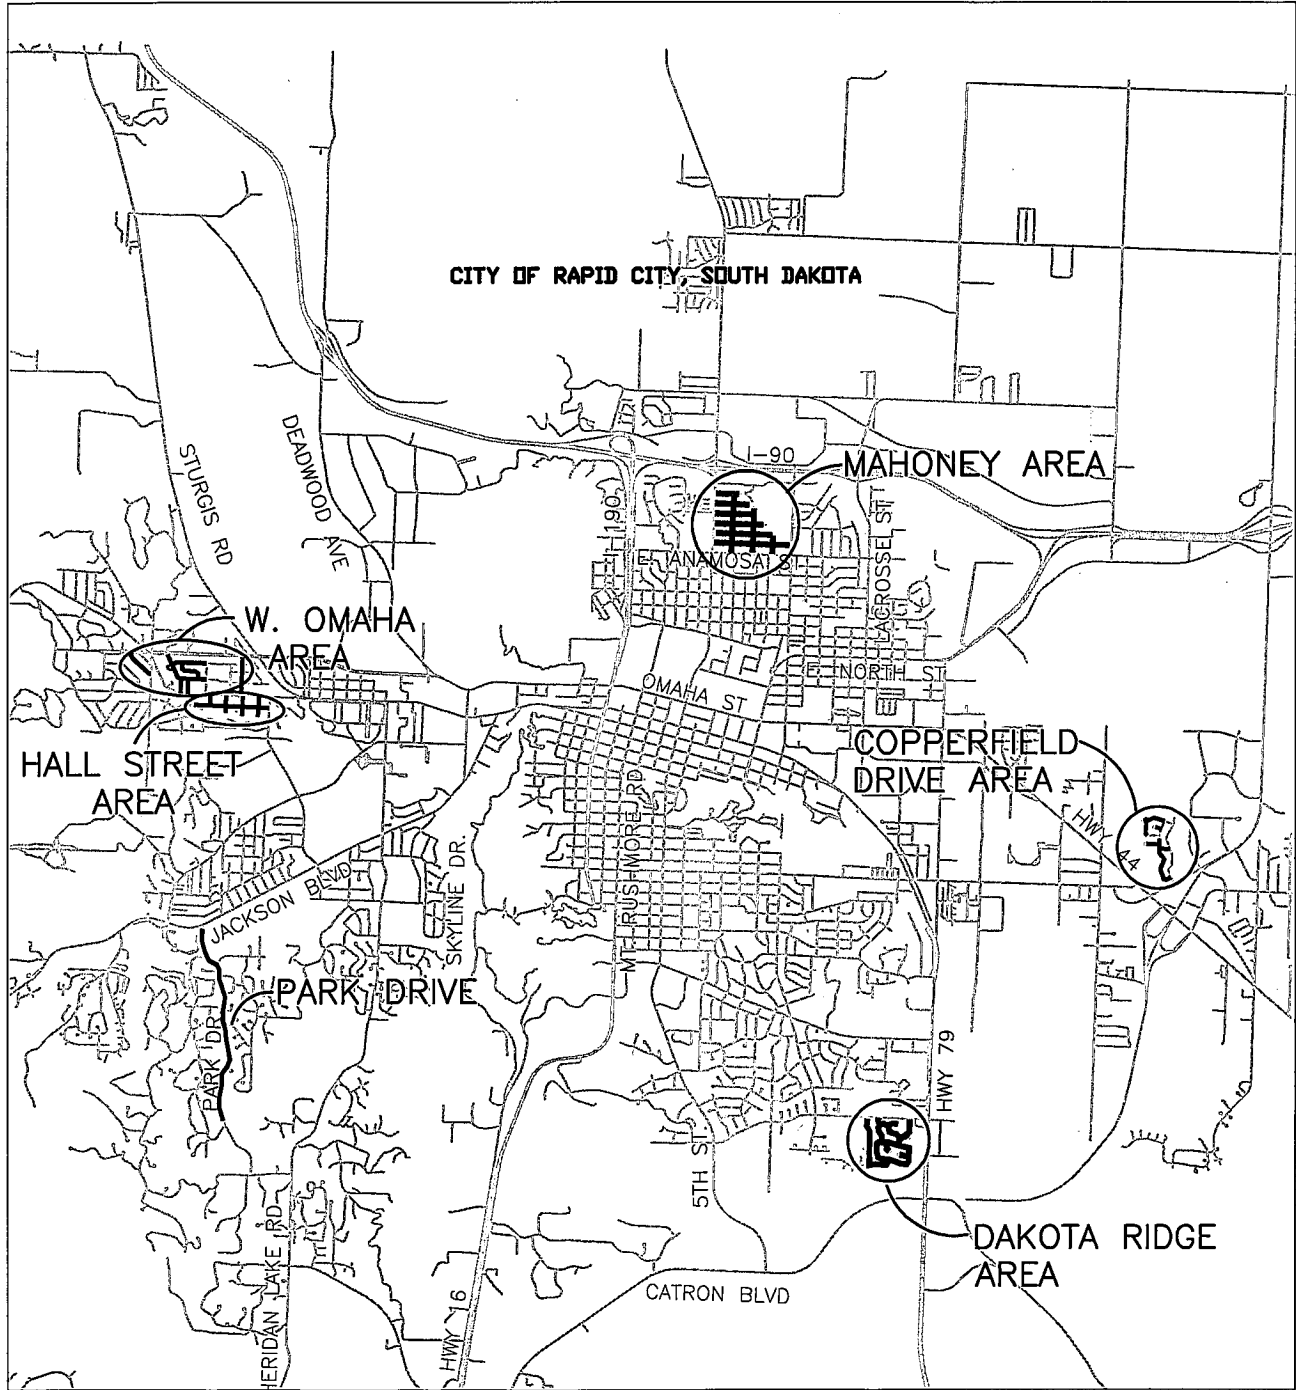 CITY OF RAPID CITY, SOUTH DAKOTA
STURGIS RD
DEADWOOD AVE
I-90
MAHONEY AREA
I-190
E. ANAMOSA ST
LACROSSE ST
W. OMAHA
AREA
E. NORTH ST
OMAHA ST
HALL STREET
AREA
COPPERFIELD
DRIVE AREA
HWY 44
MT. RUSHMORE RD
SKYLINE DR.
JACKSON BLVD
PARK DRIVE
PARK DR
HWY 79
5TH ST.
DAKOTA RIDGE
AREA
HERIDAN LAKE RD
HWY 16
CATRON BLVD